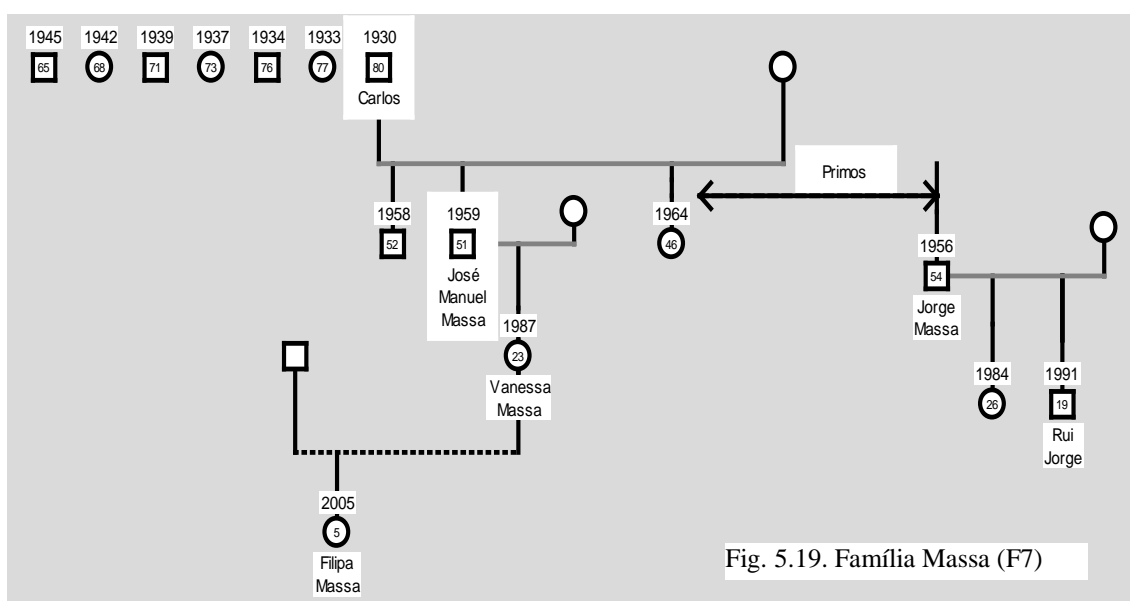 1945 1942 1939 1937 1934 1933 1930
65 68 71 73 76 77 80
Carlos
Primos
1958 1959 1964
52 51 46
José
Manuel
Massa
1956
54
Jorge
Massa
1987
23
Vanessa
Massa
1984 1991
26 19
Rui
Jorge
2005
5
Filipa
Massa
Fig. 5.19. Família Massa (F7)